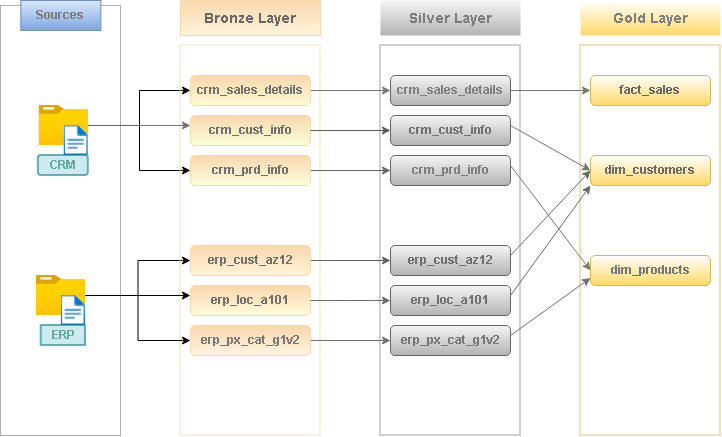 Sources
Bronze Layer
Silver Layer
Gold Layer
crm_sales_details
crm_sales_details
fact_sales
crm_cust_info
crm_cust_info
CRM
crm_prd_info
crm_prd_info
dim_customers
erp_cust_az12
erp_cust_az12
dim_products
erp_loc_a101
erp_loc_a101
ERP
erp_px_cat_g1v2
erp_px_cat_g1v2